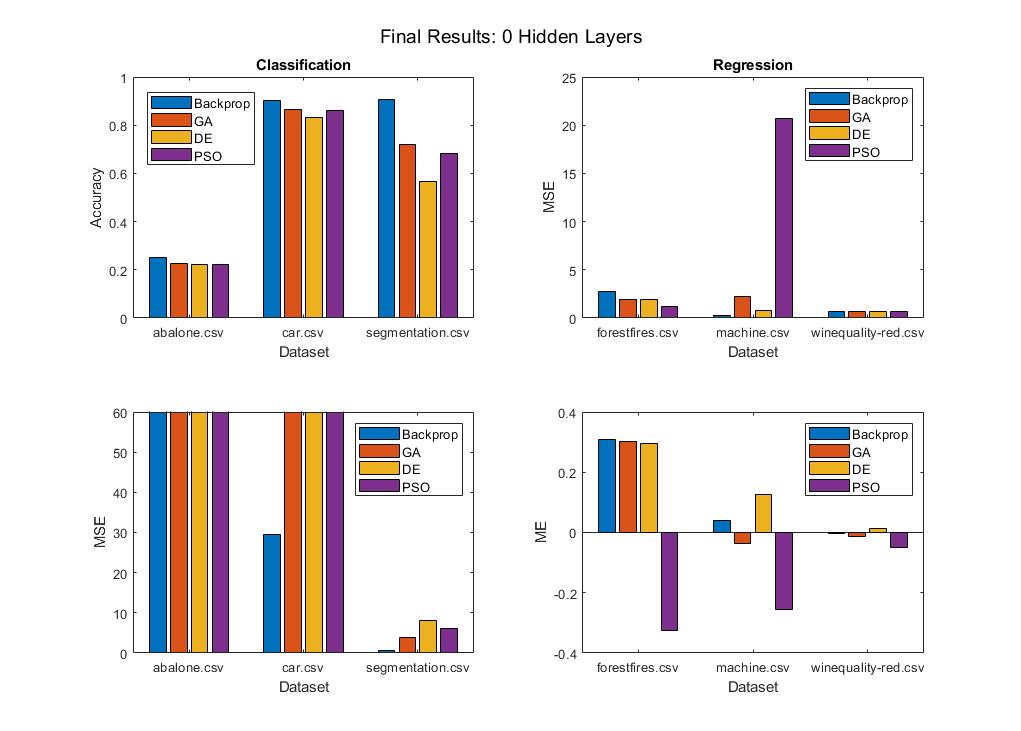 Final Results: 0 Hidden Layers
Classification
1
0.8
0.6
0.4
0.2
0
Accuracy
Backprop
GA
DE
PSO
abalone.csv
car.csv
segmentation.csv
Dataset
Regression
25
20
15
10
5
0
MSE
Backprop
GA
DE
PSO
forestfires.csv
machine.csv
winequality-red.csv
Dataset
60
50
40
30
20
10
0
MSE
Backprop
GA
DE
PSO
abalone.csv
car.csv
segmentation.csv
Dataset
0.4
0.2
0
-0.2
-0.4
ME
Backprop
GA
DE
PSO
forestfires.csv
machine.csv
winequality-red.csv
Dataset